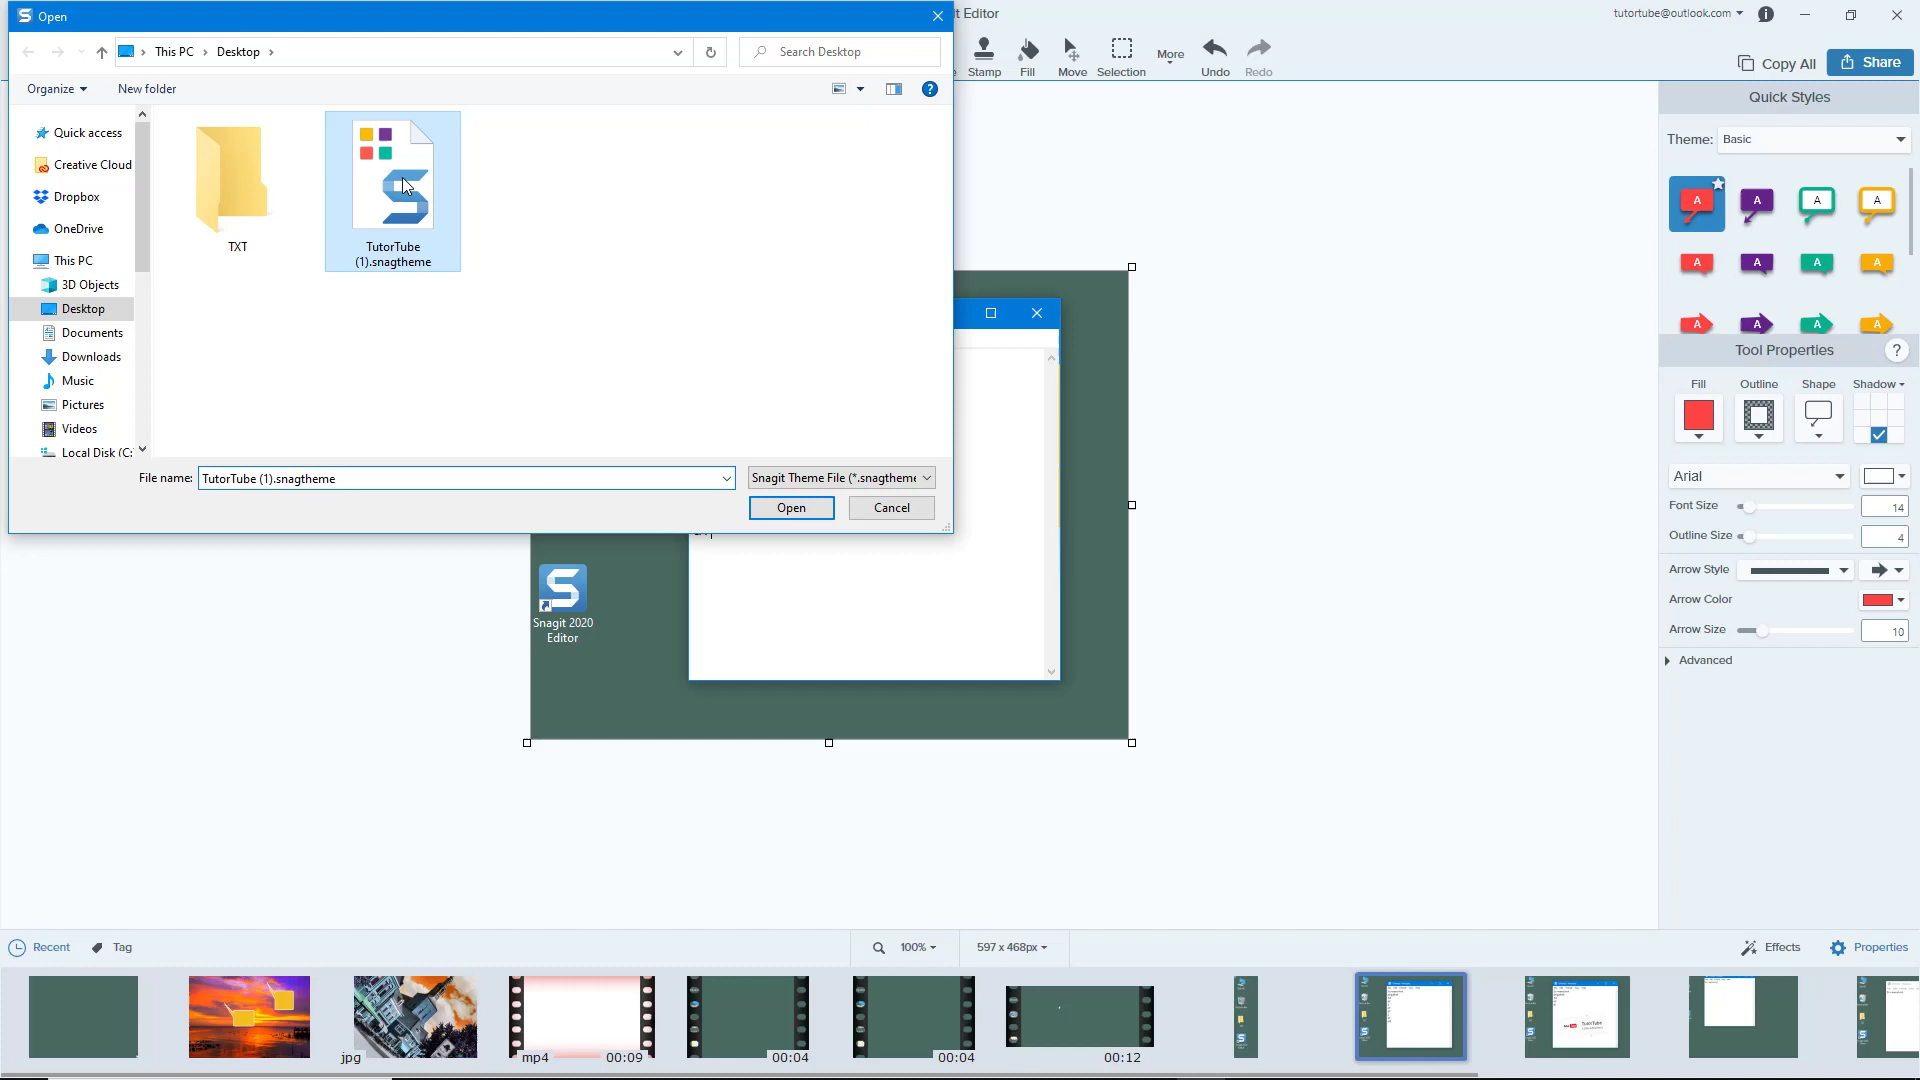 Open
it Editor
tutortube@outlook.com
This PC
Desktop
Search Desktop
Stamp
Fill
Move
Selection
More
Undo
Redo
Copy All
Share
Organize
New folder
Quick Styles
Quick access
Creative Cloud
Dropbox
OneDrive
This PC
3D Objects
Desktop
Documents
Downloads
Music
Pictures
Videos
Local Disk (C:
TXT
TutorTube
(1).snagtheme
Theme: Basic
A A A A
A A A A
A A A A
Tool Properties ?
Fill Outline Shape Shadow
File name: TutorTube (1).snagtheme
Snagit Theme File (*.snagtheme
Open
Cancel
Arial
Font Size 14
Outline Size 4
Arrow Style
Arrow Color
Arrow Size 10
Advanced
Snagit 2020
Editor
Recent
Tag
100%
597 x 468px
Effects
Properties
jpg
mp4 00:09
00:04
00:04
00:12
TutorTube